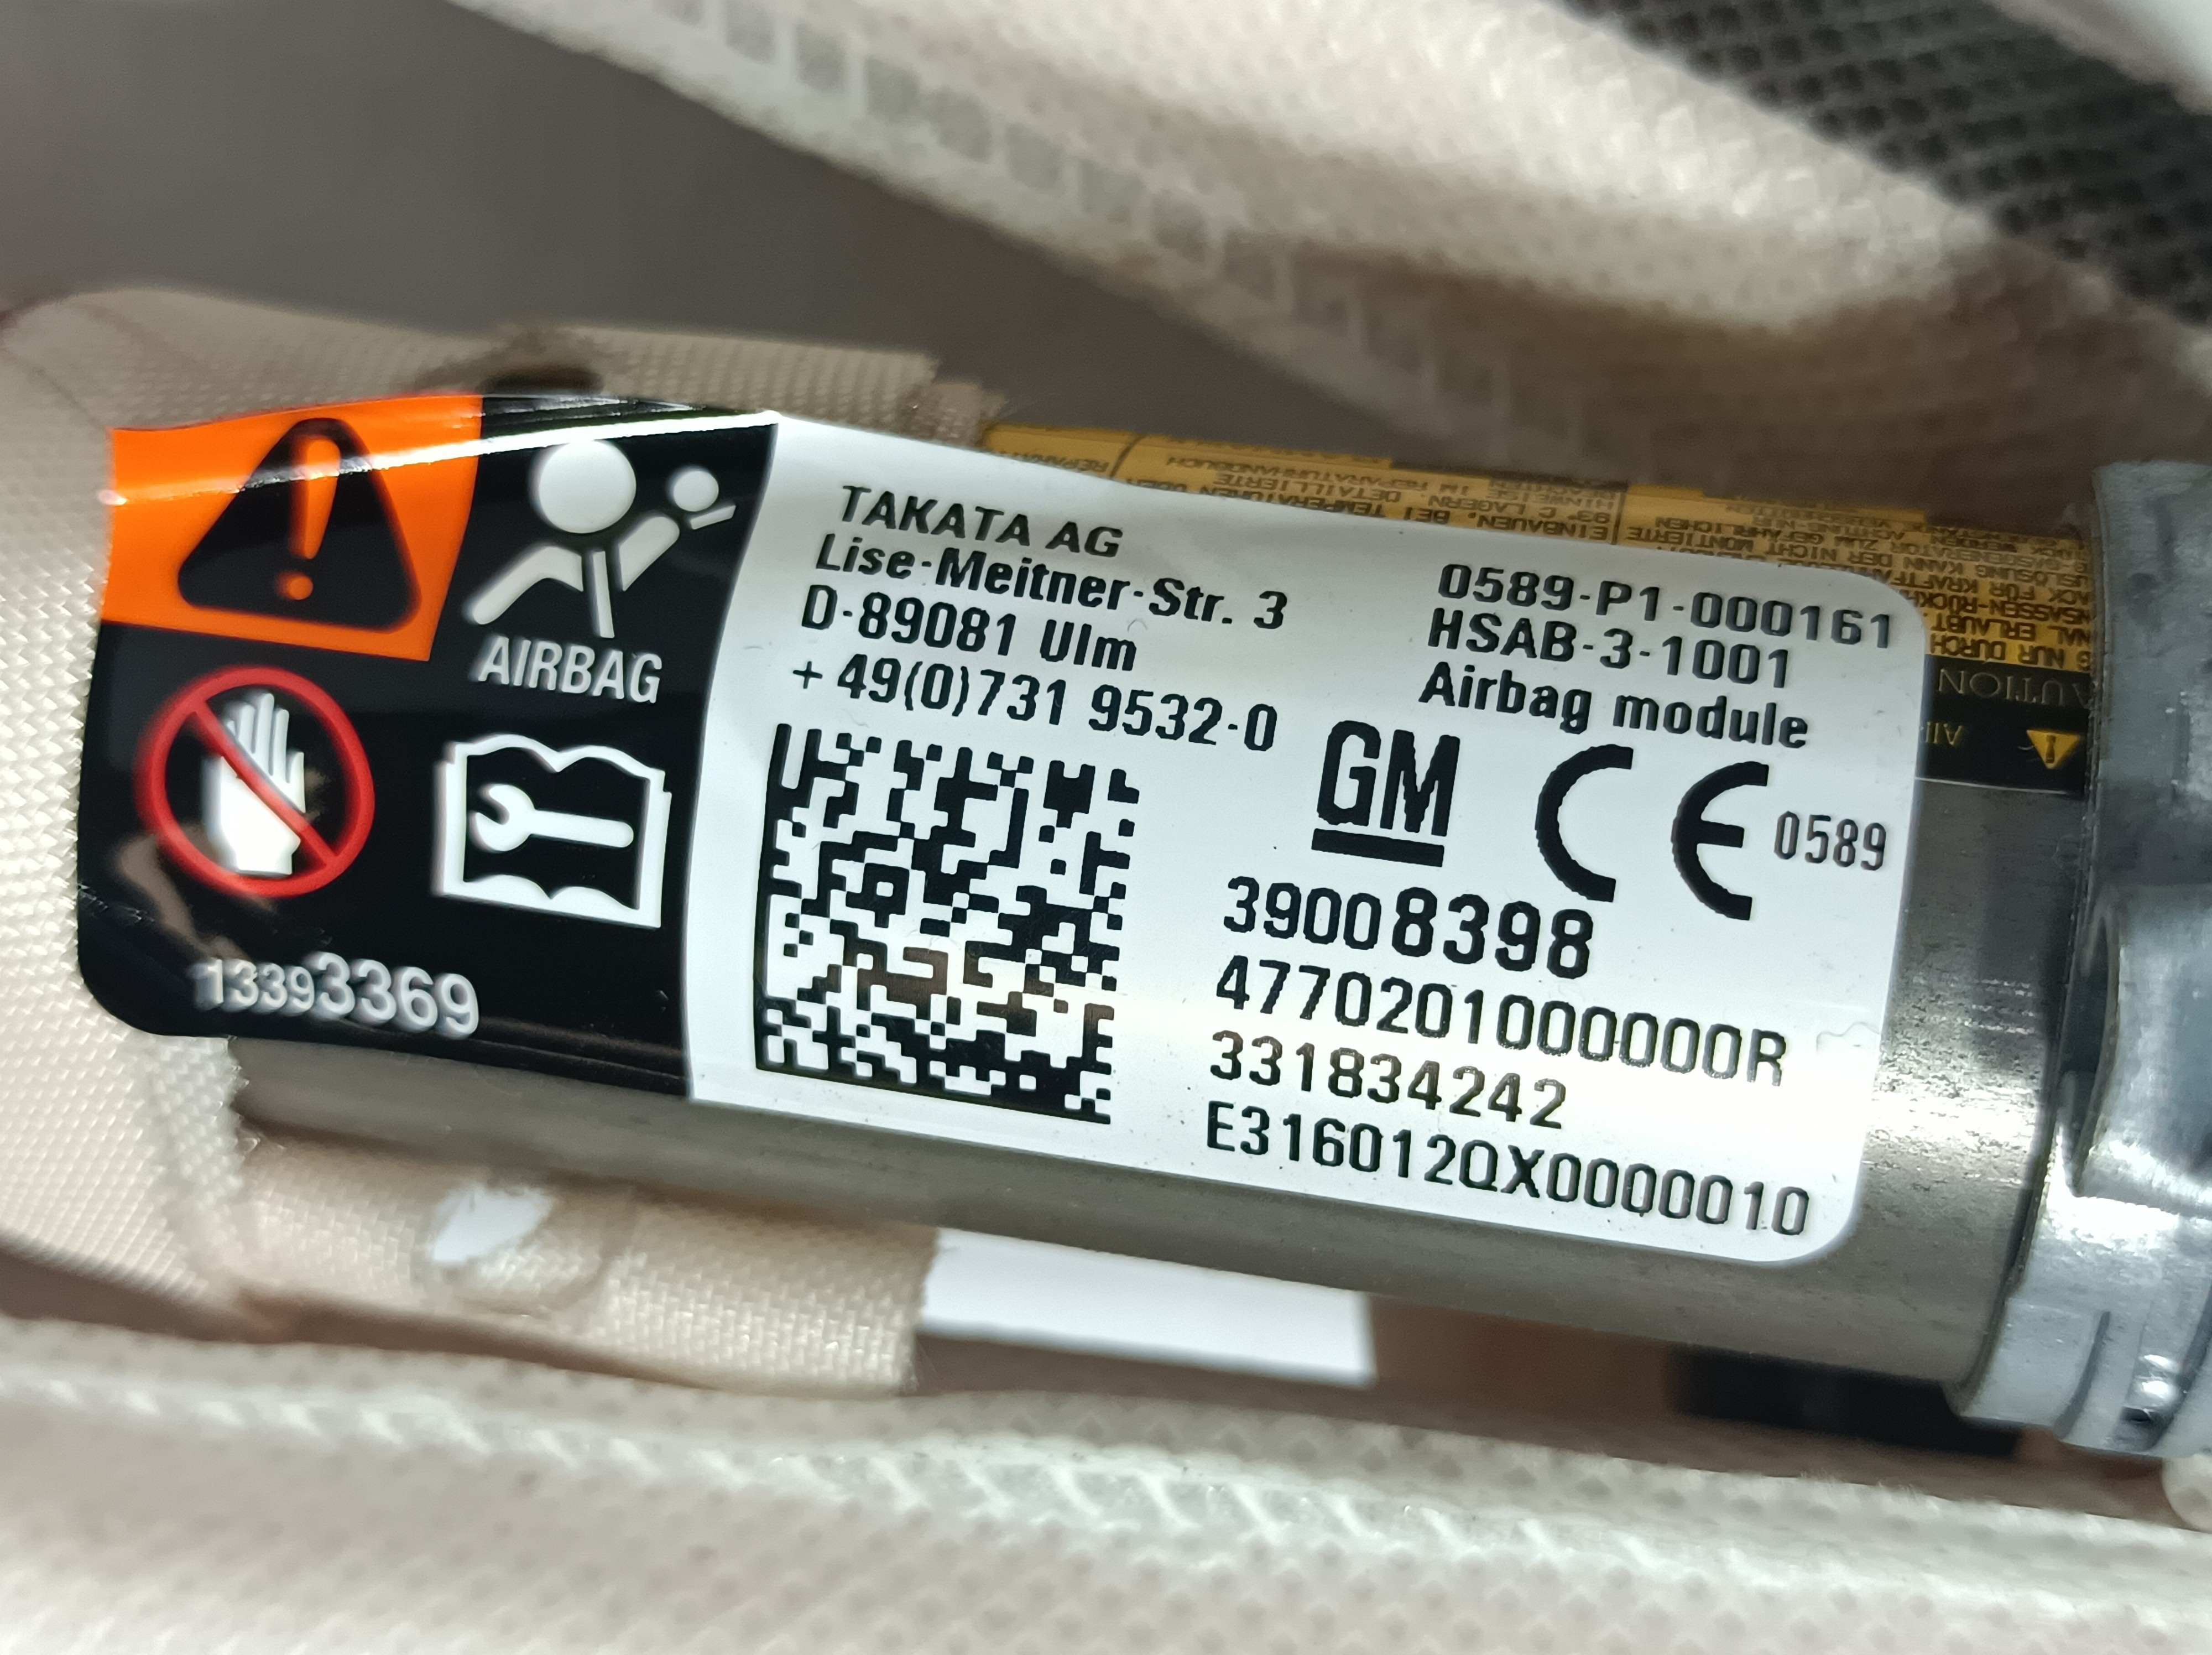 AIRBAG
13393369
TAKATA AG
Lise-Meitner-Str. 3
D-89081 Ulm
+49(0)731 9532-0
0589-P1-000161
HSAB-3-1001
Airbag module
GM
CE 0589
39008398
4770201000000R
331834242
E316012QX0000010